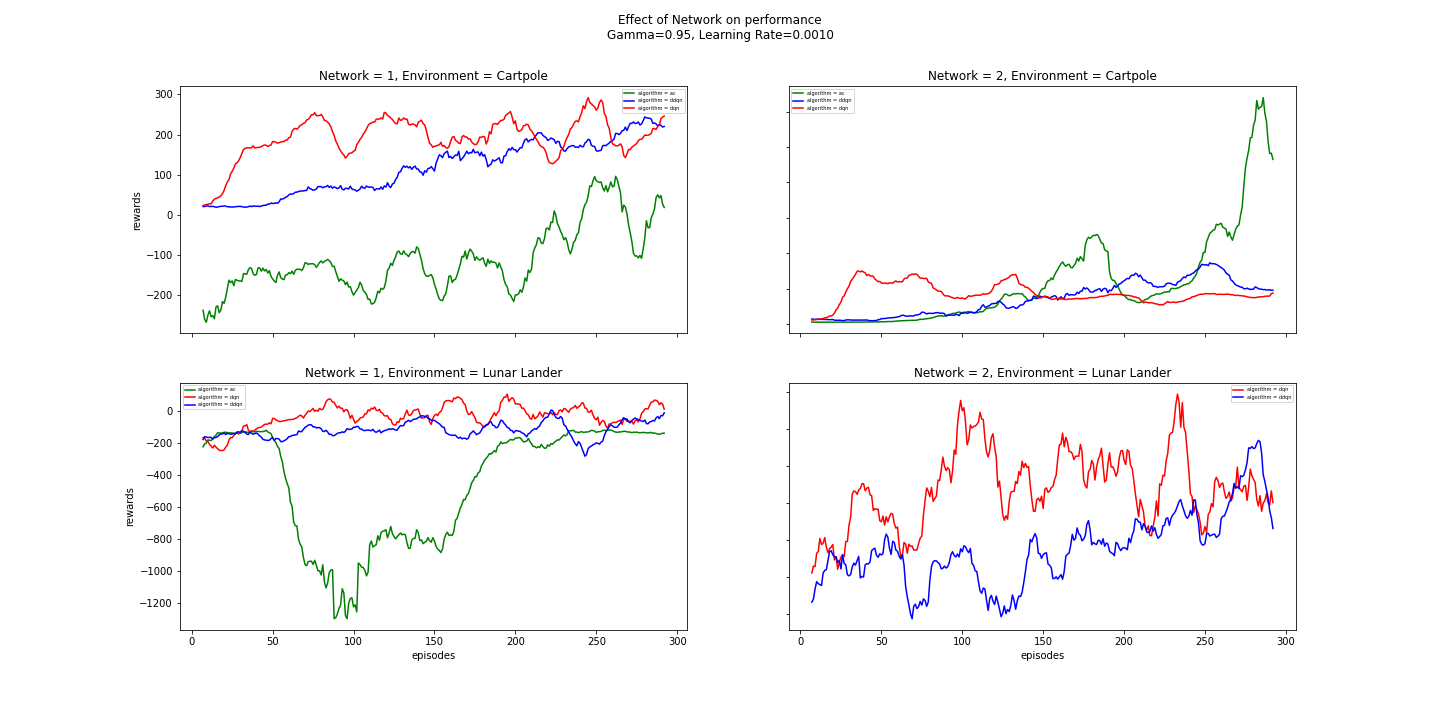 Effect of Network on performance
Gamma=0.95, Learning Rate=0.0010
Network = 1, Environment = Cartpole
300
200
100
0
−100
−200
rewards
algorithm = ac
algorithm = ddqn
algorithm = dqn
Network = 2, Environment = Cartpole
algorithm = ac
algorithm = ddqn
algorithm = dqn
Network = 1, Environment = Lunar Lander
0
−200
−400
−600
−800
−1000
−1200
rewards
algorithm = ac
algorithm = dqn
algorithm = ddqn
0 50 100 150 200 250 300
episodes
Network = 2, Environment = Lunar Lander
algorithm = dqn
algorithm = ddqn
0 50 100 150 200 250 300
episodes